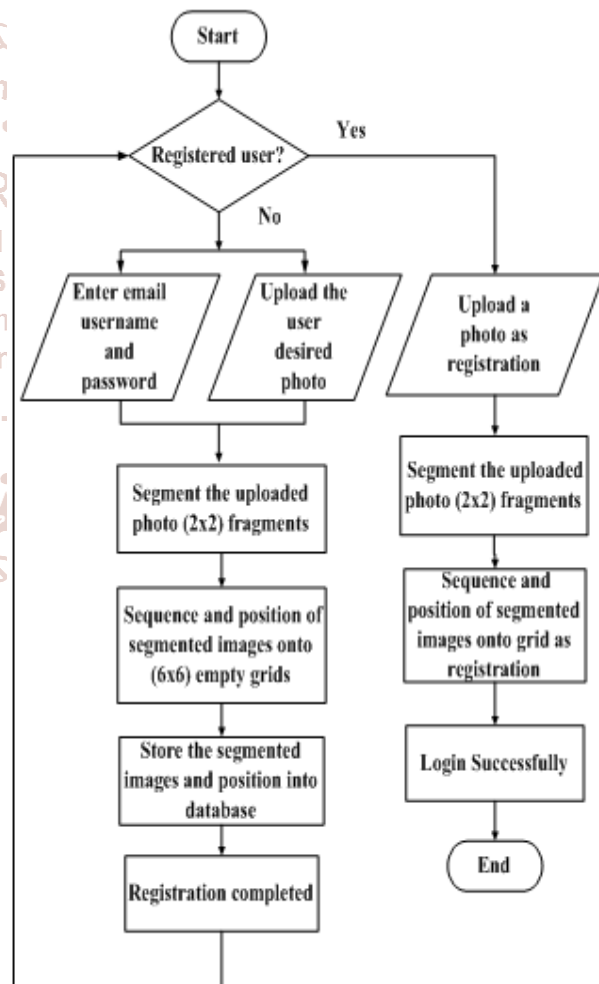 Start
Registered user?
Yes
No
Enter email
username
and
password
Upload the
user
desired
photo
Upload a
photo as
registration
Segment the uploaded
photo (2x2) fragments
Segment the uploaded
photo (2x2) fragments
Sequence and position of
segmented images onto
(6x6) empty grids
Sequence and
position of segmented
images onto grid as
registration
Store the segmented
images and position into
database
Login Successfully
Registration completed
End